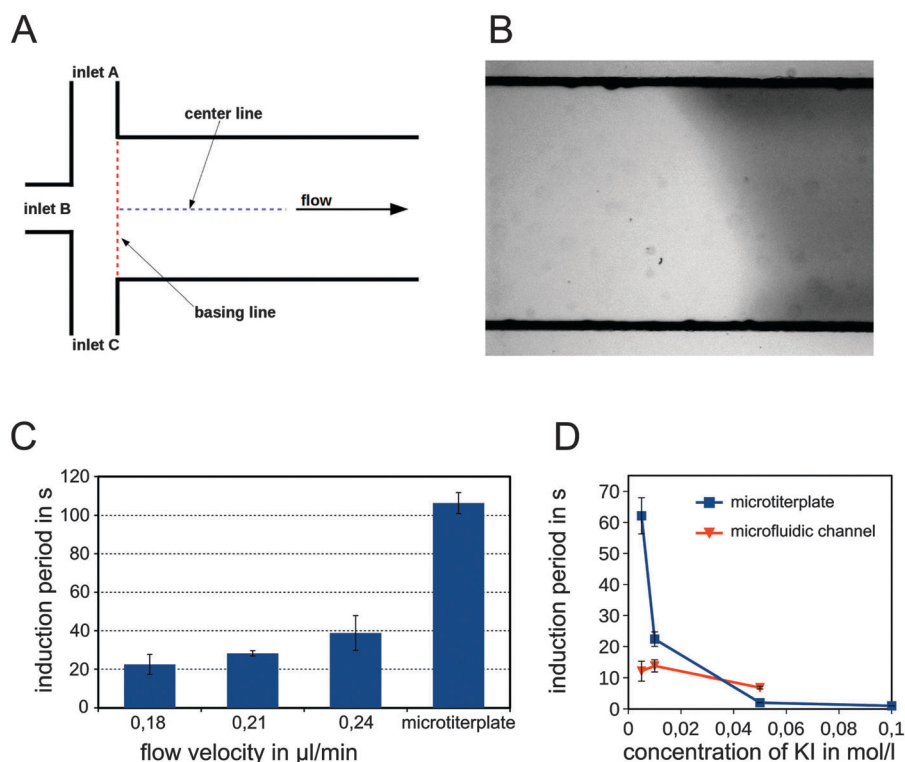 A
inlet A
center line
inlet B
flow
basing line
inlet C
B
C
induction period in s
120
100
80
60
40
20
0
0,18
0,21
0,24
microtiterplate
flow velocity in µl/min
D
induction period in s
70
60
50
40
30
20
10
0
microtiterplate
microfluidic channel
0
0,02
0,04
0,06
0,08
0,1
concentration of KI in mol/l